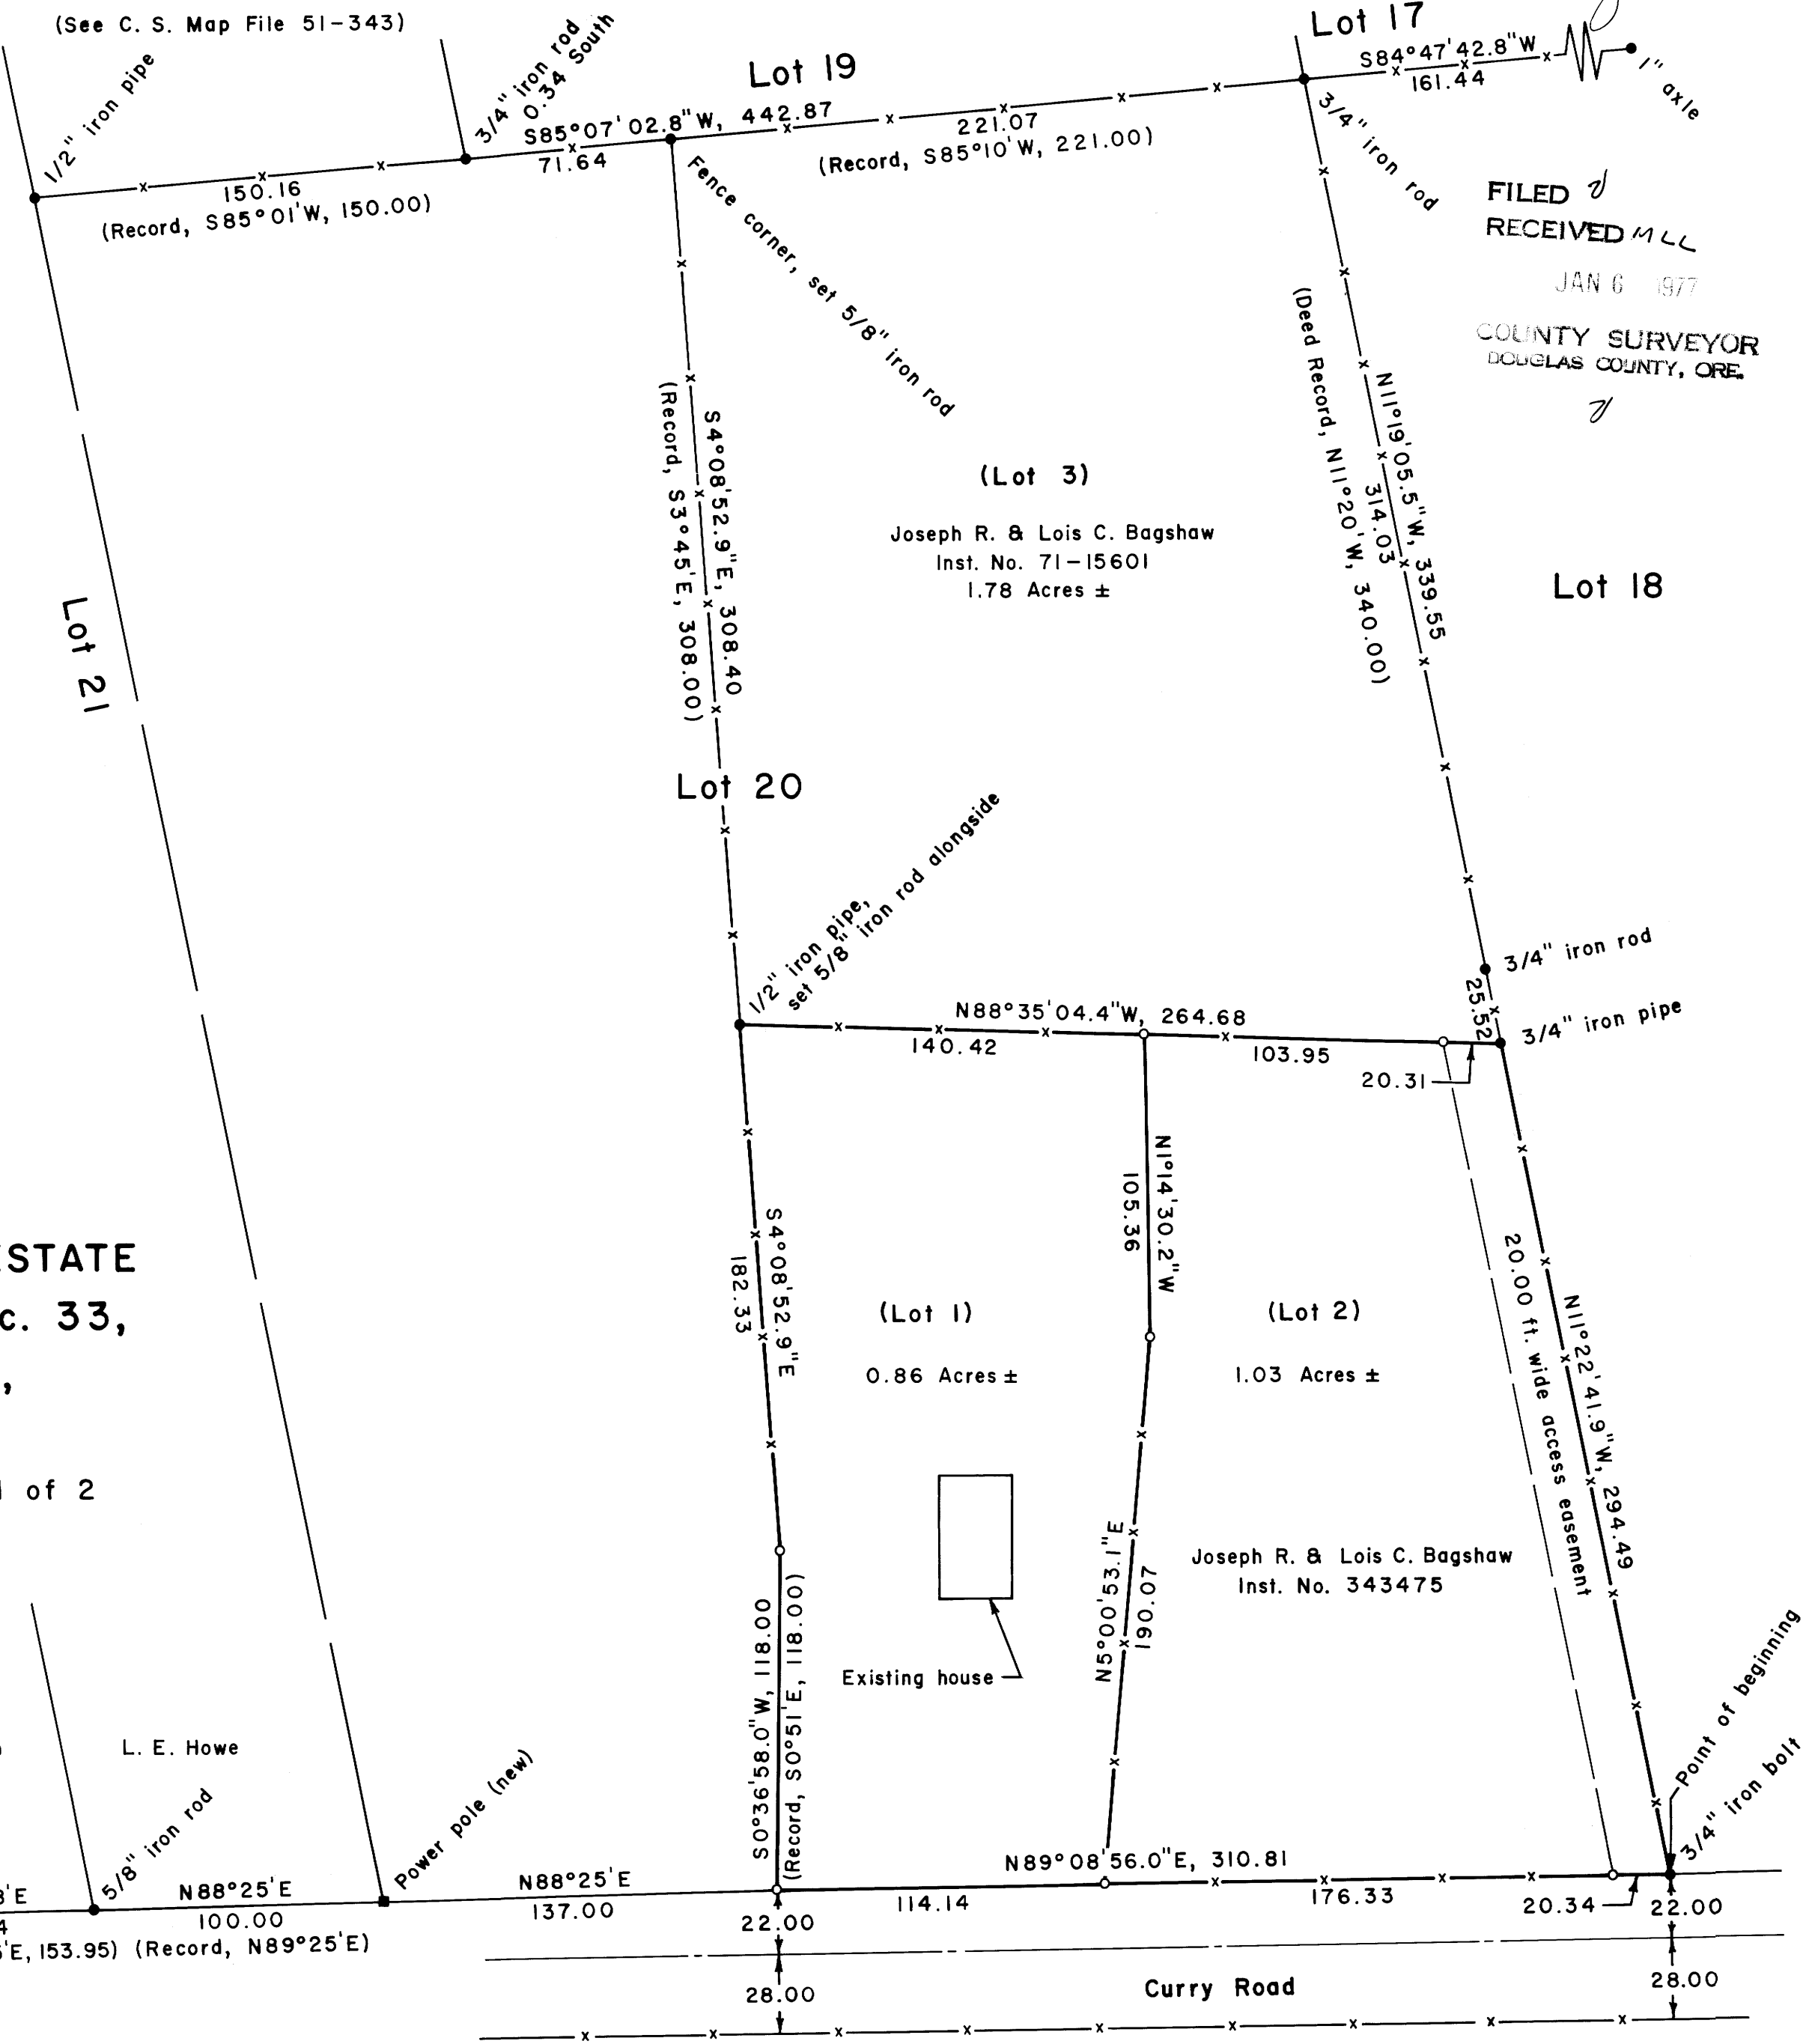 (See C. S. Map File 51-343)
1/2" iron pipe
3/4" iron rod
0.34 South
Lot 19
Lot 17
S84°47'42.8"W
161.44
1" axle
S85°07'02.8"W, 442.87
71.64
221.07
(Record, S85°10'W, 221.00)
150.16
(Record, S85°01'W, 150.00)
3/4" iron rod
Fence corner, set 5/8" iron rod
FILED
RECEIVED MLL
JAN 6 1977
COUNTY SURVEYOR
DOUGLAS COUNTY, ORE.
(Deed Record, N11°20'W, 340.00)
N11°19'05.5"W, 339.55
314.03
(Record, S3°45'E, 308.00)
S4°08'52.9"E, 308.40
(Lot 3)
Joseph R. & Lois C. Bagshaw
Inst. No. 71-15601
1.78 Acres ±
Lot 18
Lot 21
Lot 20
1/2" iron pipe,
set 5/8" iron rod alongside
3/4" iron rod
25.52
3/4" iron pipe
N88°35'04.4"W, 264.68
140.42
103.95
20.31
N1°14'30.2"W
105.36
S4°08'52.9"E
182.33
20.00 ft. wide access easement
N11°22'41.9"W, 294.49
STATE
c. 33,
,
of 2
(Lot 1)
0.86 Acres ±
(Lot 2)
1.03 Acres ±
Joseph R. & Lois C. Bagshaw
Inst. No. 343475
N5°00'53.1"E
190.07
Existing house
S0°36'58.0"W, 118.00
(Record, S0°51'E, 118.00)
Point of beginning
3/4" iron bolt
L. E. Howe
5/8" iron rod
Power pole (new)
'E
N88°25'E
100.00
N88°25'E
137.00
N89°08'56.0"E, 310.81
114.14
176.33
20.34
22.00
22.00
4
'E, 153.95) (Record, N89°25'E)
28.00
Curry Road
28.00